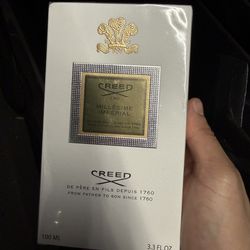 CREED
MILLÉSIME
IMPÉRIAL
CREED
DE PÈRE EN FILS DEPUIS 1760
FROM FATHER TO SON SINCE 1760
100 ML
3.3 FL.OZ